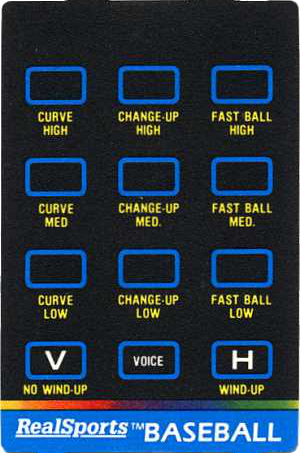 CURVE CHANGE-UP FAST BALL
HIGH HIGH HIGH
CURVE CHANGE-UP FAST BALL
MED MED. MED.
CURVE CHANGE-UP FAST BALL
LOW LOW LOW
V VOICE H
NO WIND-UP WIND-UP
RealSports™ BASEBALL